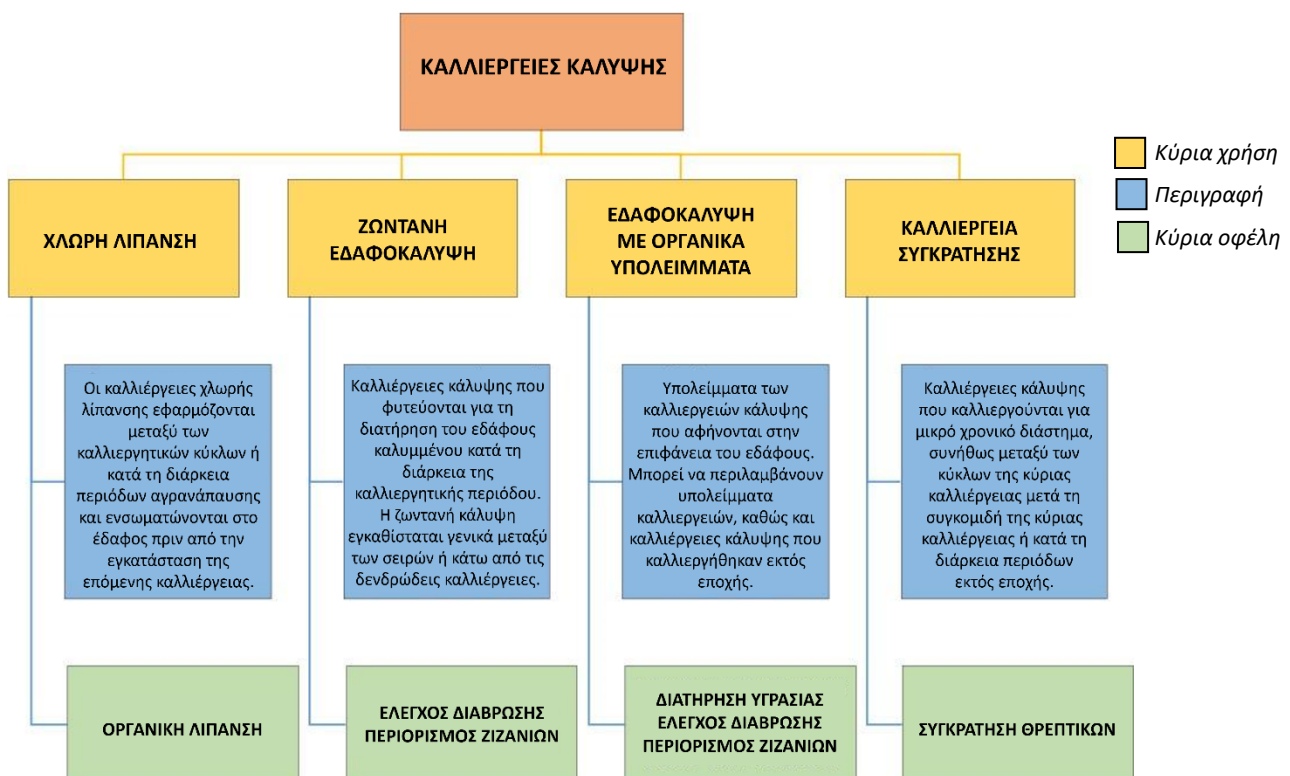 ΚΑΛΛΙΕΡΓΕΙΕΣ ΚΑΛΥΨΗΣ
Κύρια χρήση
Περιγραφή
Κύρια οφέλη
ΧΛΩΡΗ ΛΙΠΑΝΣΗ
ΖΩΝΤΑΝΗ
ΕΔΑΦΟΚΑΛΥΨΗ
ΕΔΑΦΟΚΑΛΥΨΗ
ΜΕ ΟΡΓΑΝΙΚΑ
ΥΠΟΛΕΙΜΜΑΤΑ
ΚΑΛΛΙΕΡΓΕΙΑ
ΣΥΓΚΡΑΤΗΣΗΣ
Οι καλλιέργειες χλωρής
λίπανσης εφαρμόζονται
μεταξύ των
καλλιεργητικών κύκλων ή
κατά τη διάρκεια
περιόδων αγρανάπαυσης
και ενσωματώνονται στο
έδαφος πριν από την
εγκατάσταση της
επόμενης καλλιέργειας.
Καλλιέργειες κάλυψης που
φυτεύονται για τη
διατήρηση του εδάφους
καλυμμένου κατά τη
διάρκεια της
καλλιεργητικής περιόδου.
Η ζωντανή κάλυψη
εγκαθίσταται γενικά μεταξύ
των σειρών ή κάτω από τις
δενδρώδεις καλλιέργειες.
Υπολείμματα των
καλλιεργειών κάλυψης
που αφήνονται στην
επιφάνεια του εδάφους.
Μπορεί να περιλαμβάνουν
υπολείμματα
καλλιεργειών, καθώς και
καλλιέργειες κάλυψης που
καλλιεργήθηκαν εκτός
εποχής.
Καλλιέργειες κάλυψης
που καλλιεργούνται για
μικρό χρονικό διάστημα,
συνήθως μεταξύ των
κύκλων της κύριας
καλλιέργειας μετά τη
συγκομιδή της κύριας
καλλιέργειας ή κατά τη
διάρκεια περιόδων
εκτός εποχής.
ΟΡΓΑΝΙΚΗ ΛΙΠΑΝΣΗ
ΕΛΕΓΧΟΣ ΔΙΑΒΡΩΣΗΣ
ΠΕΡΙΟΡΙΣΜΟΣ ΖΙΖΑΝΙΩΝ
ΔΙΑΤΗΡΗΣΗ ΥΓΡΑΣΙΑΣ
ΕΛΕΓΧΟΣ ΔΙΑΒΡΩΣΗΣ
ΠΕΡΙΟΡΙΣΜΟΣ ΖΙΖΑΝΙΩΝ
ΣΥΓΚΡΑΤΗΣΗ ΘΡΕΠΤΙΚΩΝ